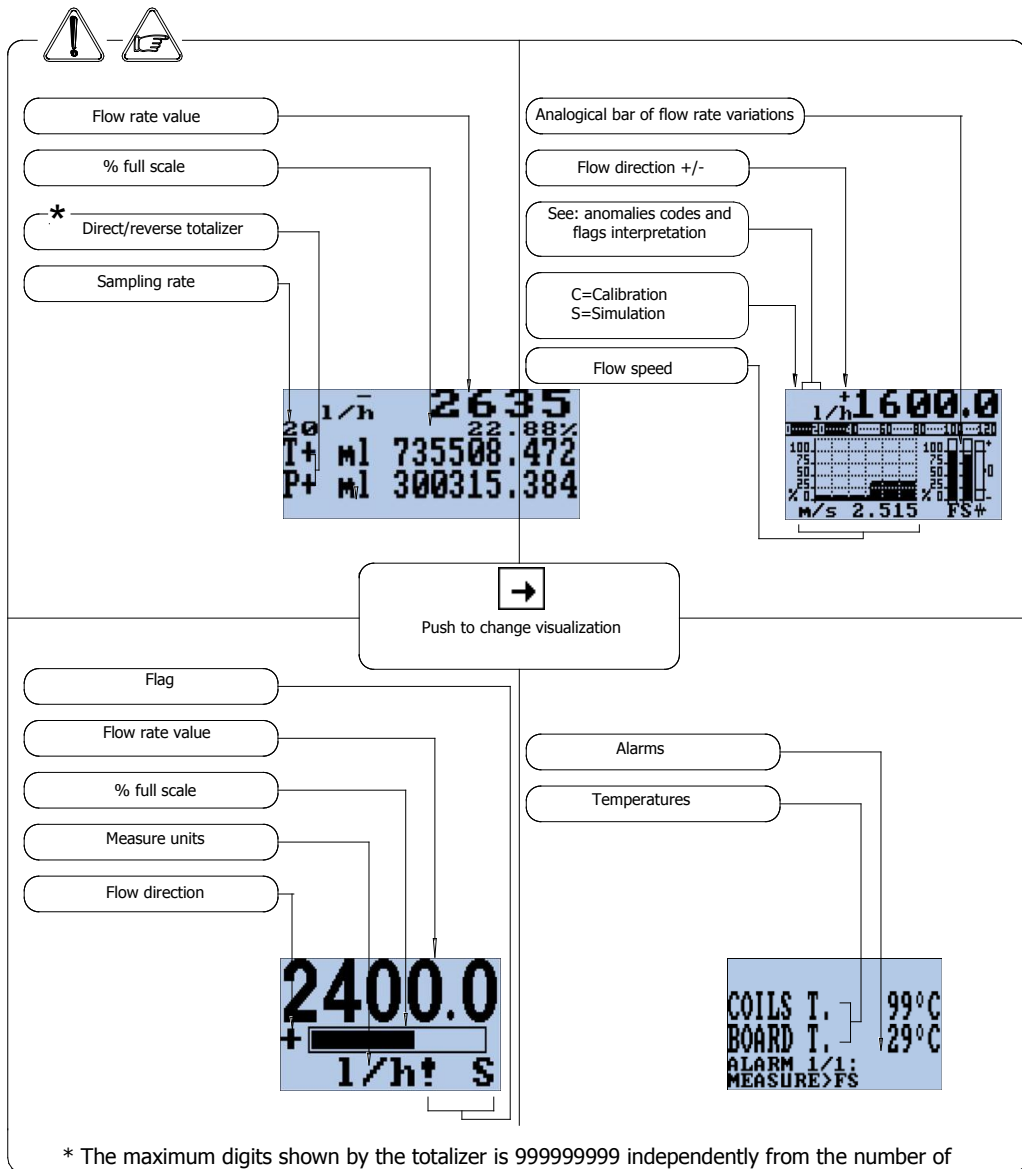 Flow rate value
% full scale
*
Direct/reverse totalizer
Sampling rate
l/h 2635
20 22.88%
T+ ml 735508.472
P+ ml 300315.384
Analogical bar of flow rate variations
Flow direction +/-
See: anomalies codes and
flags interpretation
C=Calibration
S=Simulation
Flow speed
+
l/h 1600.0
0 20 40 60 80 100 120
100 100 +
75 75
50 50 0
25 25
% 0 % 0 -
m/s 2.515 FS
→
Push to change visualization
Flag
Flow rate value
% full scale
Measure units
Flow direction
2400.0
+
l/h! S
Alarms
Temperatures
COILS T. 99°C
BOARD T. 29°C
ALARM 1/1:
MEASURE>FS
* The maximum digits shown by the totalizer is 999999999 independently from the number of